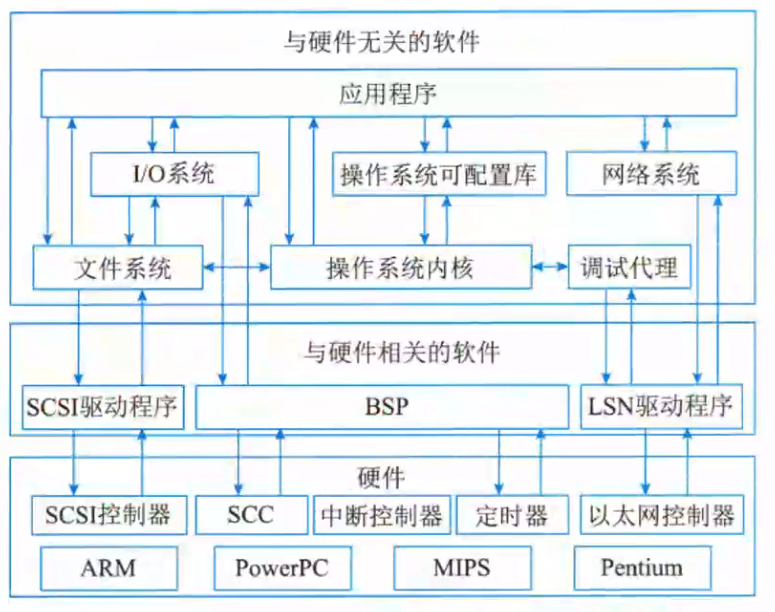 与硬件无关的软件
应用程序
I/O系统
操作系统可配置库
网络系统
文件系统
操作系统内核
调试代理
与硬件相关的软件
SCSI驱动程序
BSP
LSN驱动程序
硬件
SCSI控制器
SCC
中断控制器
定时器
以太网控制器
ARM
PowerPC
MIPS
Pentium